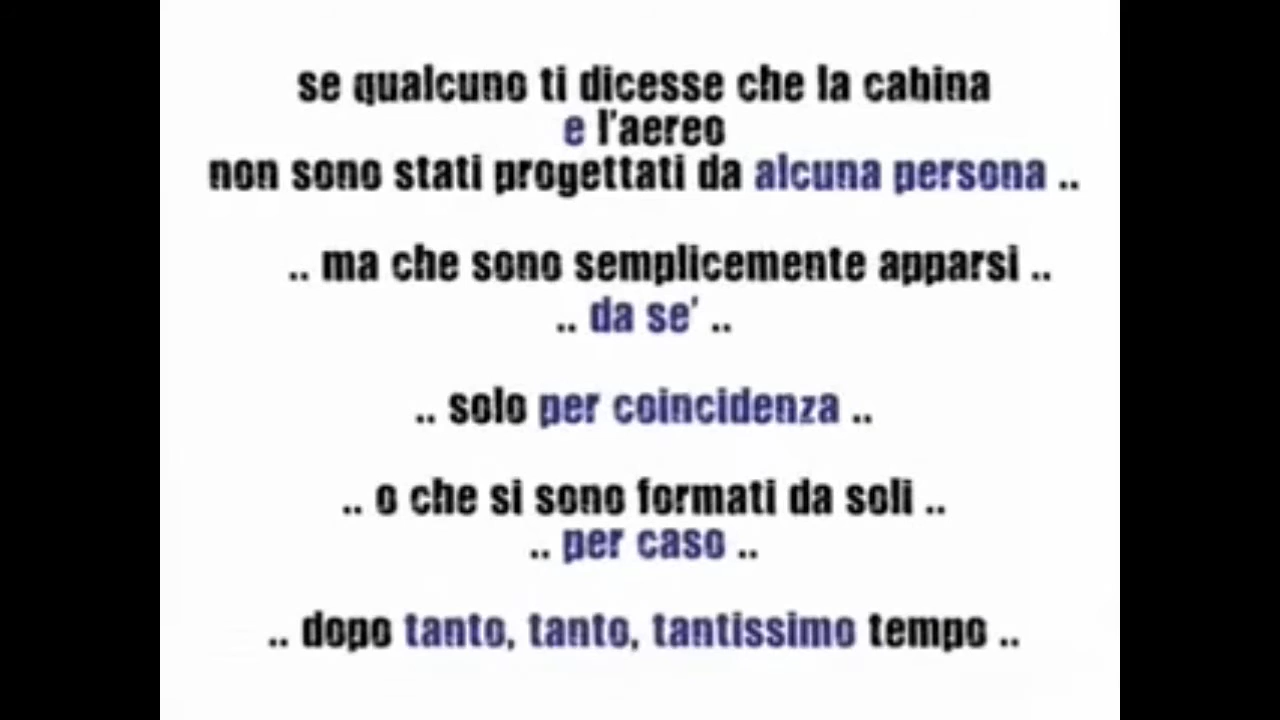 se qualcuno ti dicesse che la cabina
e l'aereo
non sono stati progettati da alcuna persona ..
.. ma che sono semplicemente apparsi ..
.. da se' ..
.. solo per coincidenza ..
.. o che si sono formati da soli ..
.. per caso ..
.. dopo tanto, tanto, tantissimo tempo ..